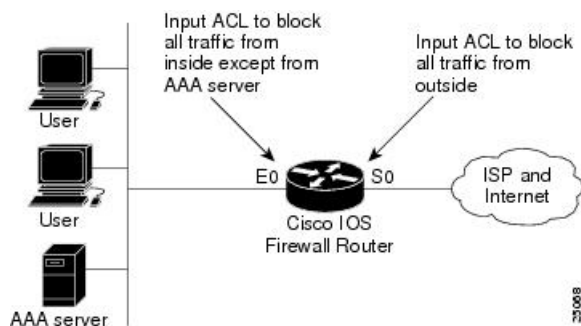 Input ACL to block
all traffic from
inside except from
AAA server
Input ACL to block
all traffic from
outside
User
User
AAA server
E0
S0
Cisco IOS
Firewall Router
ISP and
Internet
25068